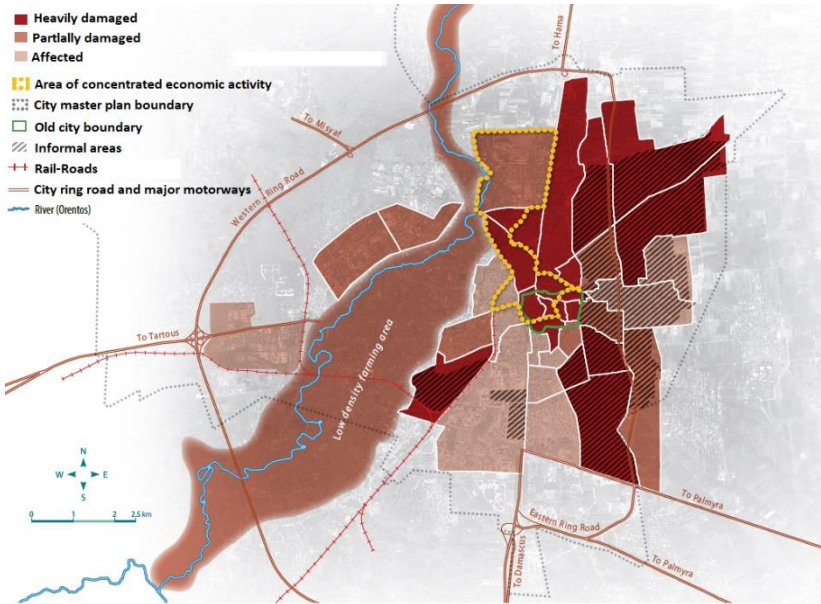 Heavily damaged
Partlally damaged
Affected
Area of concentrated economic activity
City master plan boundary
Old city boundary
Informal areas
Rail-Roads
City ring road and major motorways
River (Orentos)
To Hama
To Misyaf
Western - Ring Road
To Tartous
Low density farming area
N
W E
S
0 1 2 2,5 km
To Palmyra
Eastern Ring Road
To Damascus
To Palmyra